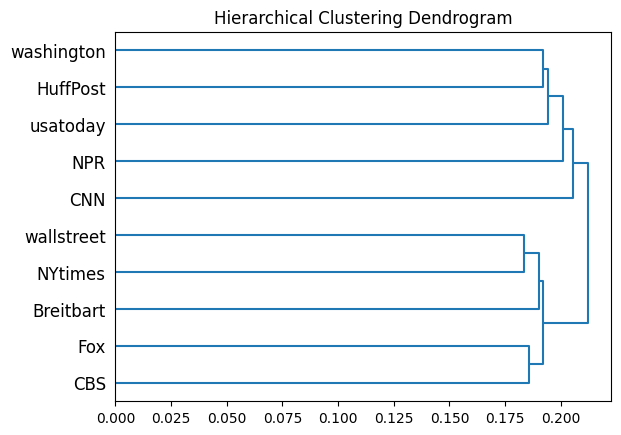 Hierarchical Clustering Dendrogram
washington
HuffPost
usatoday
NPR
CNN
wallstreet
NYtimes
Breitbart
Fox
CBS
0.000 0.025 0.050 0.075 0.100 0.125 0.150 0.175 0.200